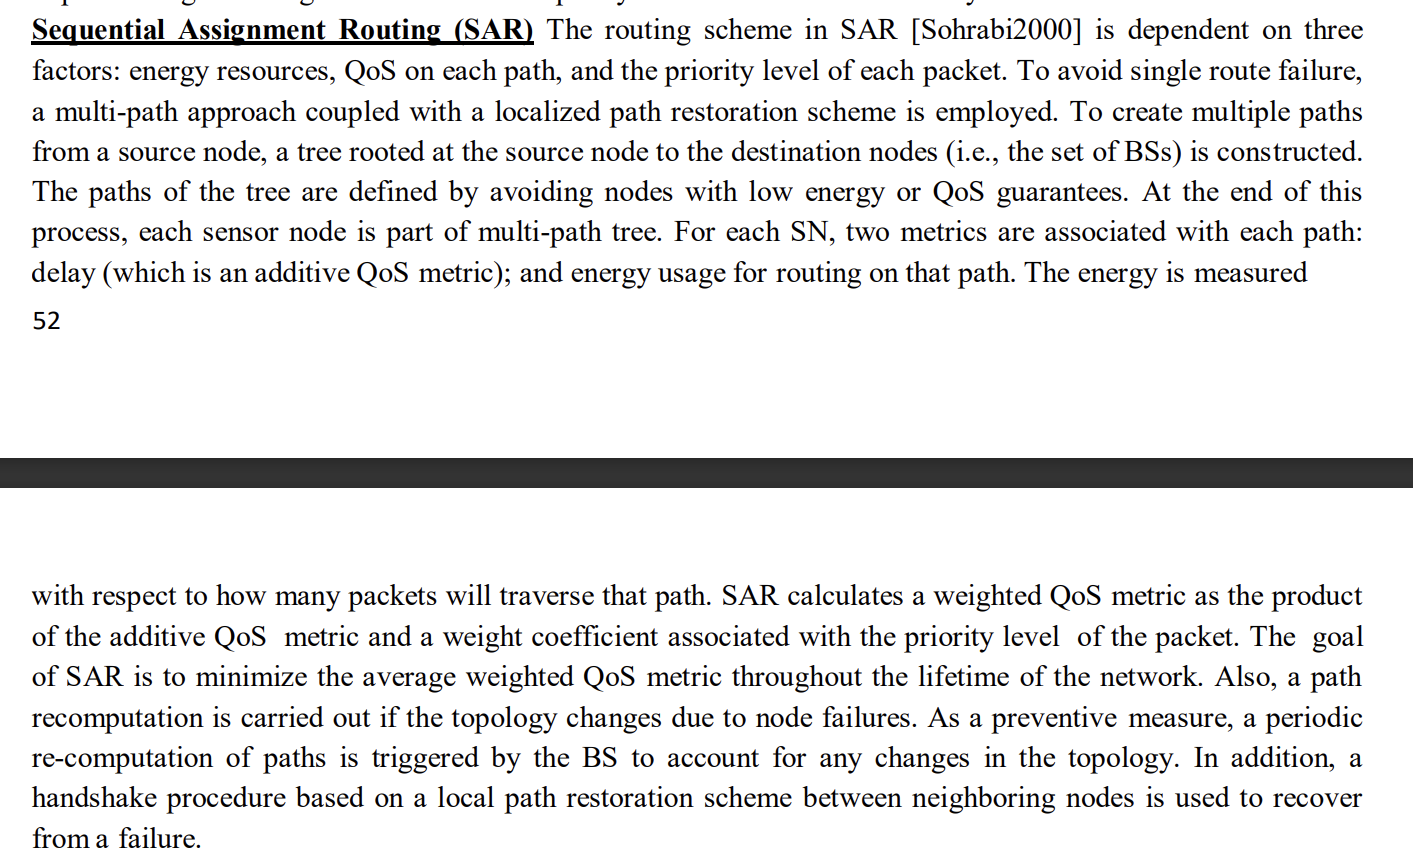 Sequential Assignment Routing (SAR) The routing scheme in SAR [Sohrabi2000] is dependent on three
factors: energy resources, QoS on each path, and the priority level of each packet. To avoid single route failure,
a multi-path approach coupled with a localized path restoration scheme is employed. To create multiple paths
from a source node, a tree rooted at the source node to the destination nodes (i.e., the set of BSs) is constructed.
The paths of the tree are defined by avoiding nodes with low energy or QoS guarantees. At the end of this
process, each sensor node is part of multi-path tree. For each SN, two metrics are associated with each path:
delay (which is an additive QoS metric); and energy usage for routing on that path. The energy is measured
52
with respect to how many packets will traverse that path. SAR calculates a weighted QoS metric as the product
of the additive QoS metric and a weight coefficient associated with the priority level of the packet. The goal
of SAR is to minimize the average weighted QoS metric throughout the lifetime of the network. Also, a path
recomputation is carried out if the topology changes due to node failures. As a preventive measure, a periodic
re-computation of paths is triggered by the BS to account for any changes in the topology. In addition, a
handshake procedure based on a local path restoration scheme between neighboring nodes is used to recover
from a failure.